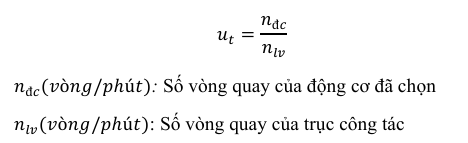 u_t = n_đc / n_lv
n_đc(vòng/phút): Số vòng quay của động cơ đã chọn
n_lv(vòng/phút): Số vòng quay của trục công tác